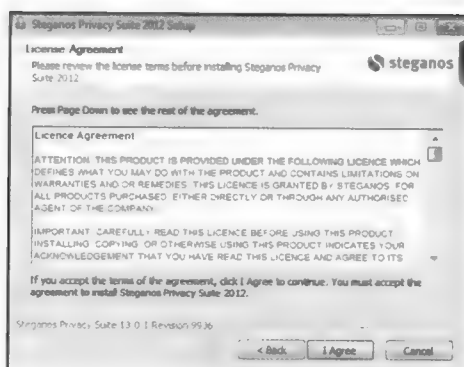 Steganos Privacy Suite 2012 Setup
License Agreement
Please review the license terms before installing Steganos Privacy
Suite 2012.
steganos
Press Page Down to see the rest of the agreement.
Licence Agreement
ATTENTION: THIS PRODUCT IS PROVIDED UNDER THE FOLLOWING LICENCE WHICH
DEFINES WHAT YOU MAY DO WITH THE PRODUCT AND CONTAINS LIMITATIONS ON
WARRANTIES AND/OR REMEDIES. THIS LICENCE IS GRANTED BY STEGANOS FOR
ALL PRODUCTS PURCHASED EITHER DIRECTLY OR THROUGH ANY AUTHORISED
AGENT OF THE COMPANY.
IMPORTANT: CAREFULLY READ THIS LICENCE BEFORE USING THIS PRODUCT.
INSTALLING, COPYING, OR OTHERWISE USING THIS PRODUCT INDICATES YOUR
ACKNOWLEDGEMENT THAT YOU HAVE READ THIS LICENCE AND AGREE TO ITS
If you accept the terms of the agreement, click I Agree to continue. You must accept the
agreement to install Steganos Privacy Suite 2012.
Steganos Privacy Suite 13.0.1 Revision 9936
< Back
I Agree
Cancel